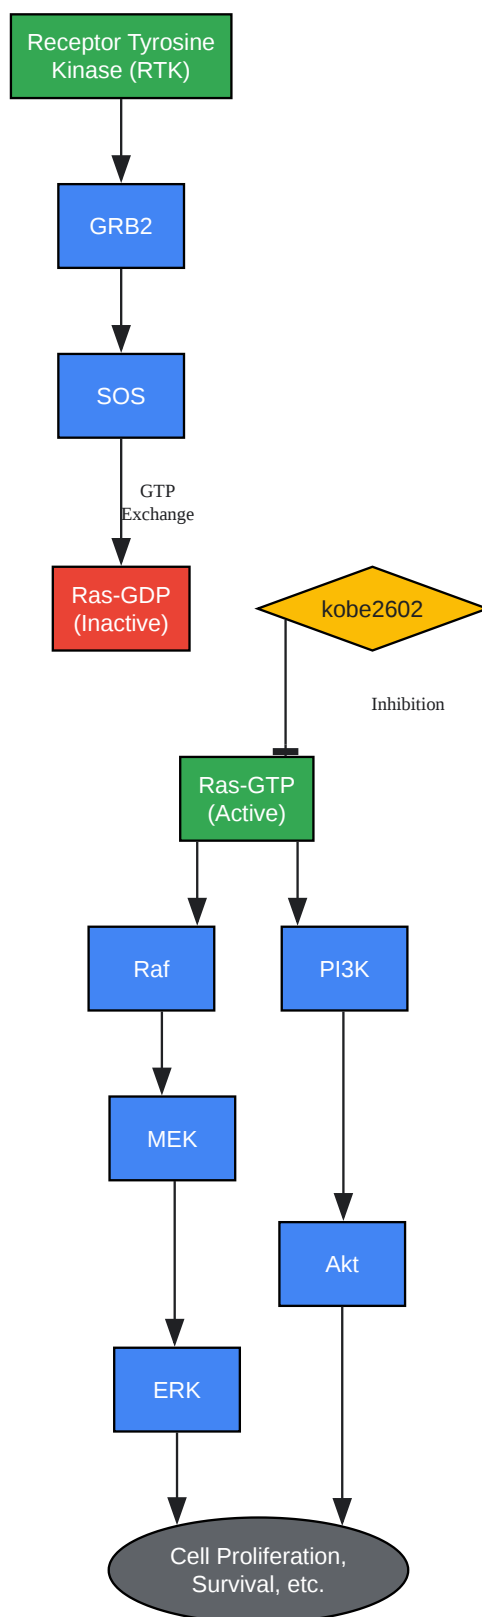 Receptor Tyrosine
Kinase (RTK)
GRB2
SOS
GTP
Exchange
Ras-GDP
(Inactive)
kobe2602
Inhibition
Ras-GTP
(Active)
Raf
PI3K
MEK
Akt
ERK
Cell Proliferation,
Survival, etc.